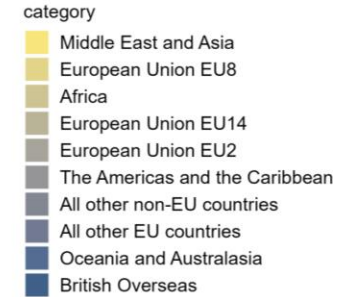 category
Middle East and Asia
European Union EU8
Africa
European Union EU14
European Union EU2
The Americas and the Caribbean
All other non-EU countries
All other EU countries
Oceania and Australasia
British Overseas